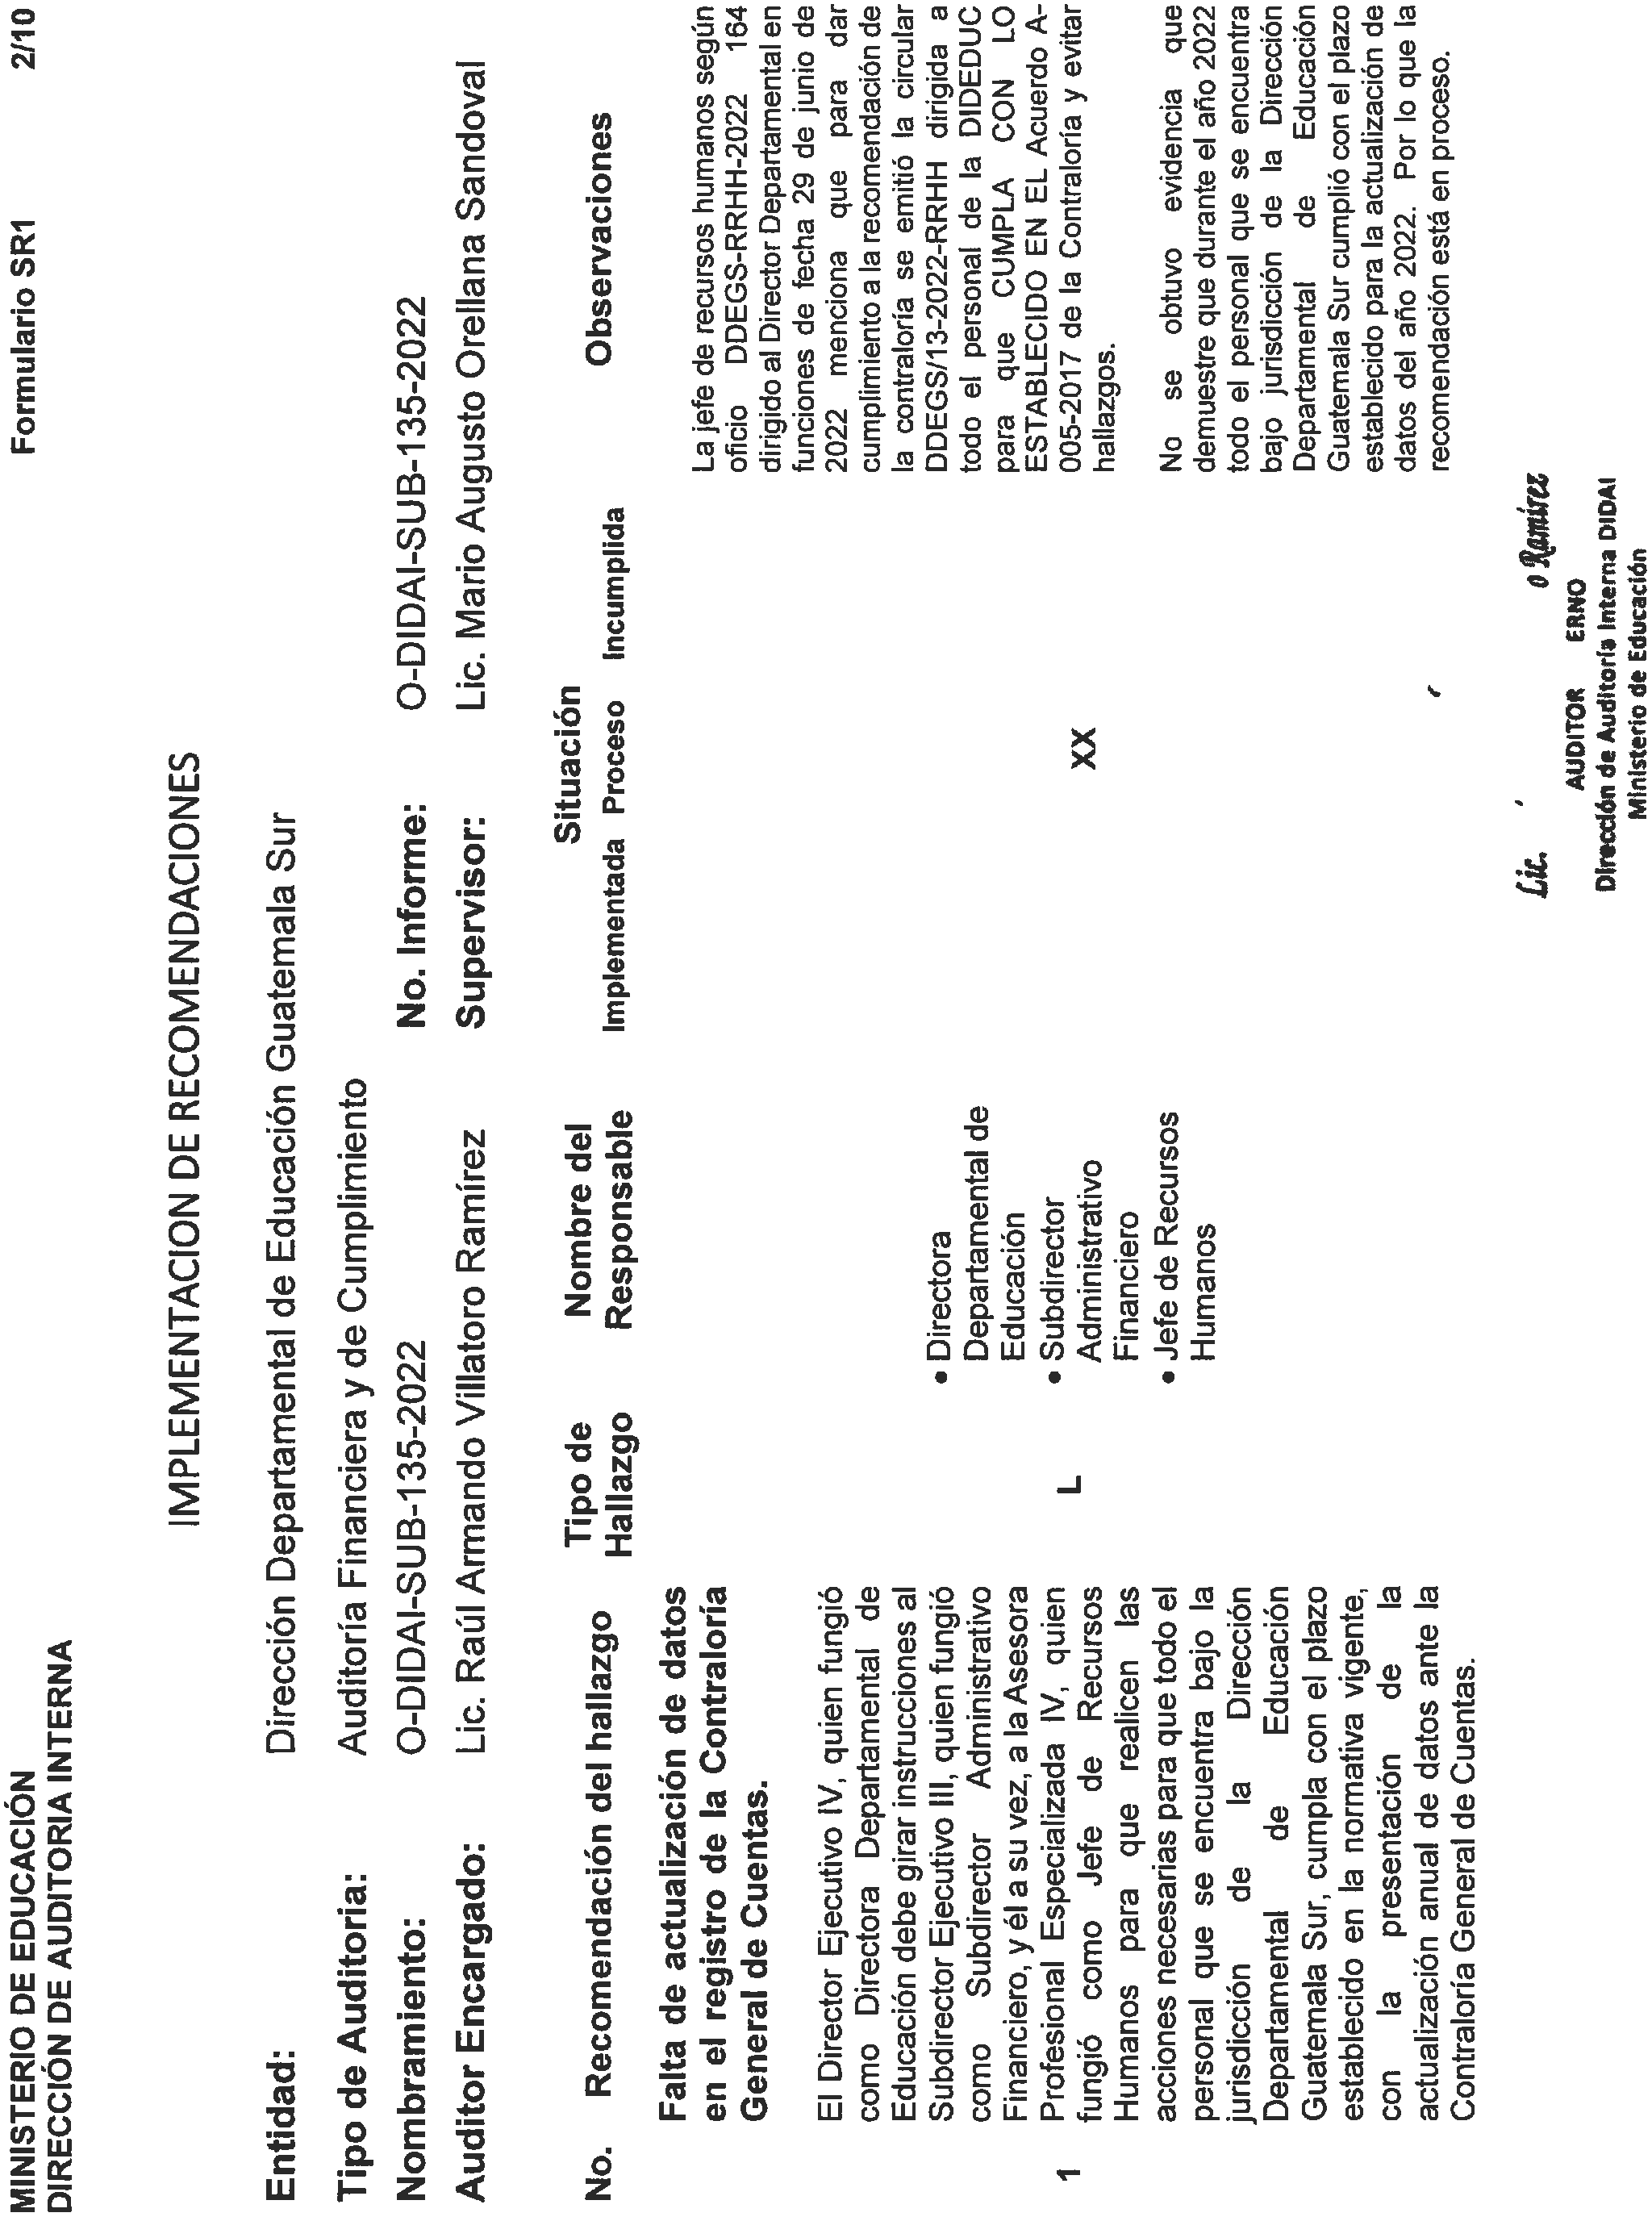 MINISTERIO DE EDUCACIÓN
DIRECCIÓN DE AUDITORIA INTERNA
Formulario SR1 2/10
IMPLEMENTACION DE RECOMENDACIONES
Entidad: Dirección Departamental de Educación Guatemala Sur
Tipo de Auditoria: Auditoría Financiera y de Cumplimiento
Nombramiento: O-DIDAI-SUB-135-2022 No. Informe: O-DIDAI-SUB-135-2022
Auditor Encargado: Lic. Raúl Armando Villatoro Ramírez Supervisor: Lic. Mario Augusto Orellana Sandoval
No. Recomendación del hallazgo
Tipo de
Hallazgo
Nombre del
Responsable
Situación
Implementada Proceso Incumplida
Observaciones
1
Falta de actualización de datos
en el registro de la Contraloría
General de Cuentas.
El Director Ejecutivo IV, quien fungió
como Directora Departamental de
Educación debe girar instrucciones al
Subdirector Ejecutivo III, quien fungió
como Subdirector Administrativo
Financiero, y él a su vez, a la Asesora
Profesional Especializada IV, quien
fungió como Jefe de Recursos
Humanos para que realicen las
acciones necesarias para que todo el
personal que se encuentra bajo la
jurisdicción de la Dirección
Departamental de Educación
Guatemala Sur, cumpla con el plazo
establecido en la normativa vigente,
con la presentación de la
actualización anual de datos ante la
Contraloría General de Cuentas.
L
• Directora
Departamental de
Educación
• Subdirector
Administrativo
Financiero
• Jefe de Recursos
Humanos
XX
La jefe de recursos humanos según
oficio DDEGS-RRHH-2022 164
dirigido al Director Departamental en
funciones de fecha 29 de junio de
2022 menciona que para dar
cumplimiento a la recomendación de
la contraloría se emitió la circular
DDEGS/13-2022-RRHH dirigida a
todo el personal de la DIDEDUC
para que CUMPLA CON LO
ESTABLECIDO EN EL Acuerdo A-
005-2017 de la Contraloría y evitar
hallazgos.
No se obtuvo evidencia que
demuestre que durante el año 2022
todo el personal que se encuentra
bajo jurisdicción de la Dirección
Departamental de Educación
Guatemala Sur cumplió con el plazo
establecido para la actualización de
datos del año 2022. Por lo que la
recomendación está en proceso.
Lic. o Ramírez
AUDITOR ERNO
Dirección de Auditoría Interna DIDAI
Ministerio de Educación